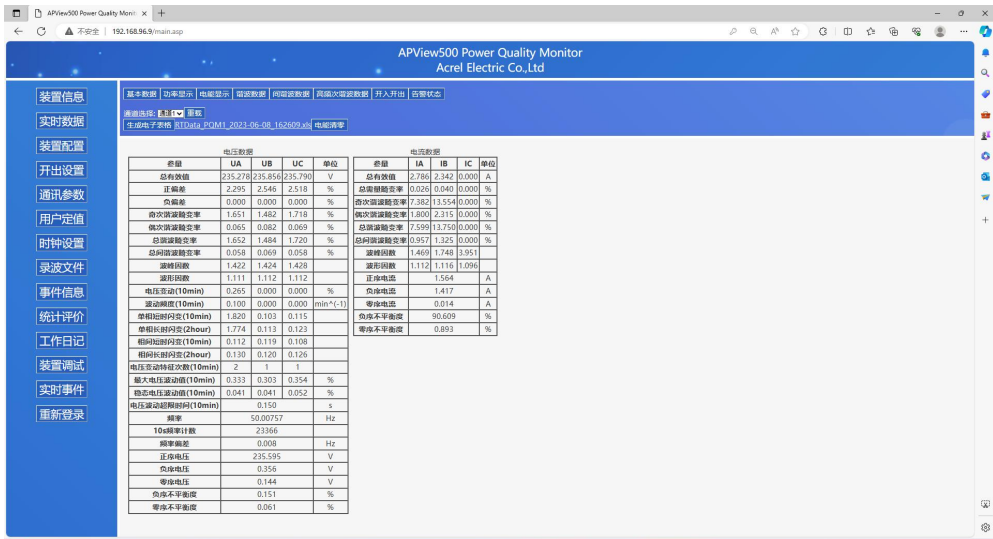 APView500 Power Quality Monit
不安全 192.168.96.9/main.asp
APView500 Power Quality Monitor
Acrel Electric Co.,Ltd
装置信息
实时数据
装置配置
开出设置
通讯参数
用户定值
时钟设置
录波文件
事件信息
统计评价
工作日记
装置调试
实时事件
重新登录
基本数据 功率显示 电能显示 谐波数据 间谐波数据 高频次谐波数据 开入开出 告警状态
通道选择: 通道1 重载
生成电子表格 RTData_PQM1_2023-06-08_162609.xls 电能清零
电压数据
参量 UA UB UC 单位
总有效值 235.278 235.856 235.790 V
正偏差 2.295 2.546 2.518 %
负偏差 0.000 0.000 0.000 %
奇次谐波畸变率 1.651 1.482 1.718 %
偶次谐波畸变率 0.065 0.082 0.069 %
总谐波畸变率 1.652 1.484 1.720 %
总间谐波畸变率 0.058 0.069 0.058 %
波峰因数 1.422 1.424 1.428
波形因数 1.111 1.112 1.112
电压变动(10min) 0.265 0.000 0.000 %
波动频度(10min) 0.100 0.000 0.000 min^(-1)
单相短时闪变(10min) 1.820 0.103 0.115
单相长时闪变(2hour) 1.774 0.113 0.123
相间短时闪变(10min) 0.112 0.119 0.108
相间长时闪变(2hour) 0.130 0.120 0.126
电压变动特征次数(10min) 2 1 1
最大电压波动值(10min) 0.333 0.303 0.354 %
稳态电压波动值(10min) 0.041 0.041 0.052 %
电压波动超限时间(10min) 0.150 s
频率 50.00757 Hz
10s频率计数 23366
频率偏差 0.008 Hz
正序电压 235.595 V
负序电压 0.356 V
零序电压 0.144 V
负序不平衡度 0.151 %
零序不平衡度 0.061 %
电流数据
参量 IA IB IC 单位
总有效值 2.786 2.342 0.000 A
总需量畸变率 0.026 0.040 0.000 %
奇次谐波畸变率 7.382 13.554 0.000 %
偶次谐波畸变率 1.800 2.315 0.000 %
总谐波畸变率 7.599 13.750 0.000 %
总间谐波畸变率 0.957 1.325 0.000 %
波峰因数 1.469 1.748 3.951
波形因数 1.112 1.116 1.096
正序电流 1.564 A
负序电流 1.417 A
零序电流 0.014 A
负序不平衡度 90.609 %
零序不平衡度 0.893 %